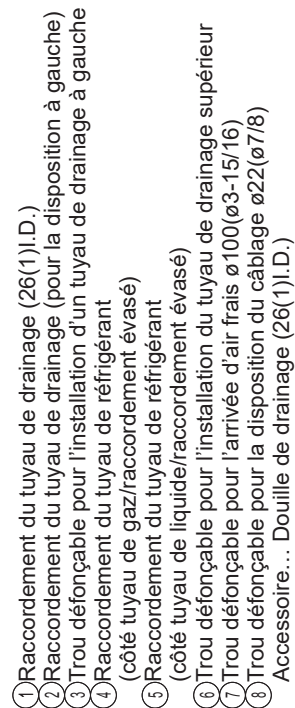 ①Raccordement du tuyau de drainage (26(1)I.D.)
②Raccordement du tuyau de drainage (pour la disposition à gauche)
③Trou défonçable pour l'installation d'un tuyau de drainage à gauche
④Raccordement du tuyau de réfrigérant
(côté tuyau de gaz/raccordement évasé)
⑤Raccordement du tuyau de réfrigérant
(côté tuyau de liquide/raccordement évasé)
⑥Trou défonçable pour l'installation du tuyau de drainage supérieur
⑦Trou défonçable pour l'arrivée d'air frais ø100(ø3-15/16)
⑧Trou défonçable pour la disposition du câblage ø22(ø7/8)
Accessoire... Douille de drainage (26(1)I.D.)